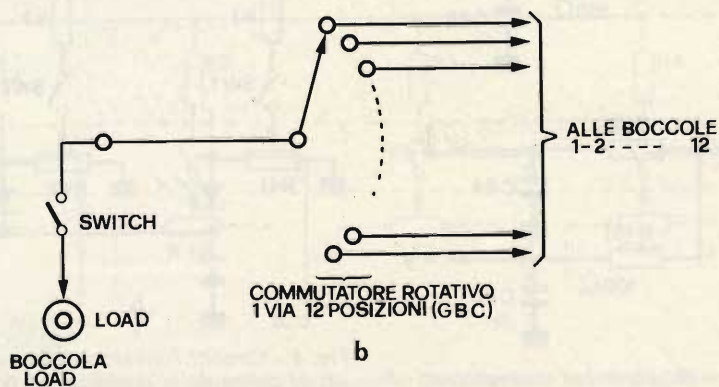 ALLE BOCCOLE
1-2---- 12
SWITCH
LOAD
BOCCOLA
LOAD
COMMUTATORE ROTATIVO
1 VIA 12 POSIZIONI (GBC)
b